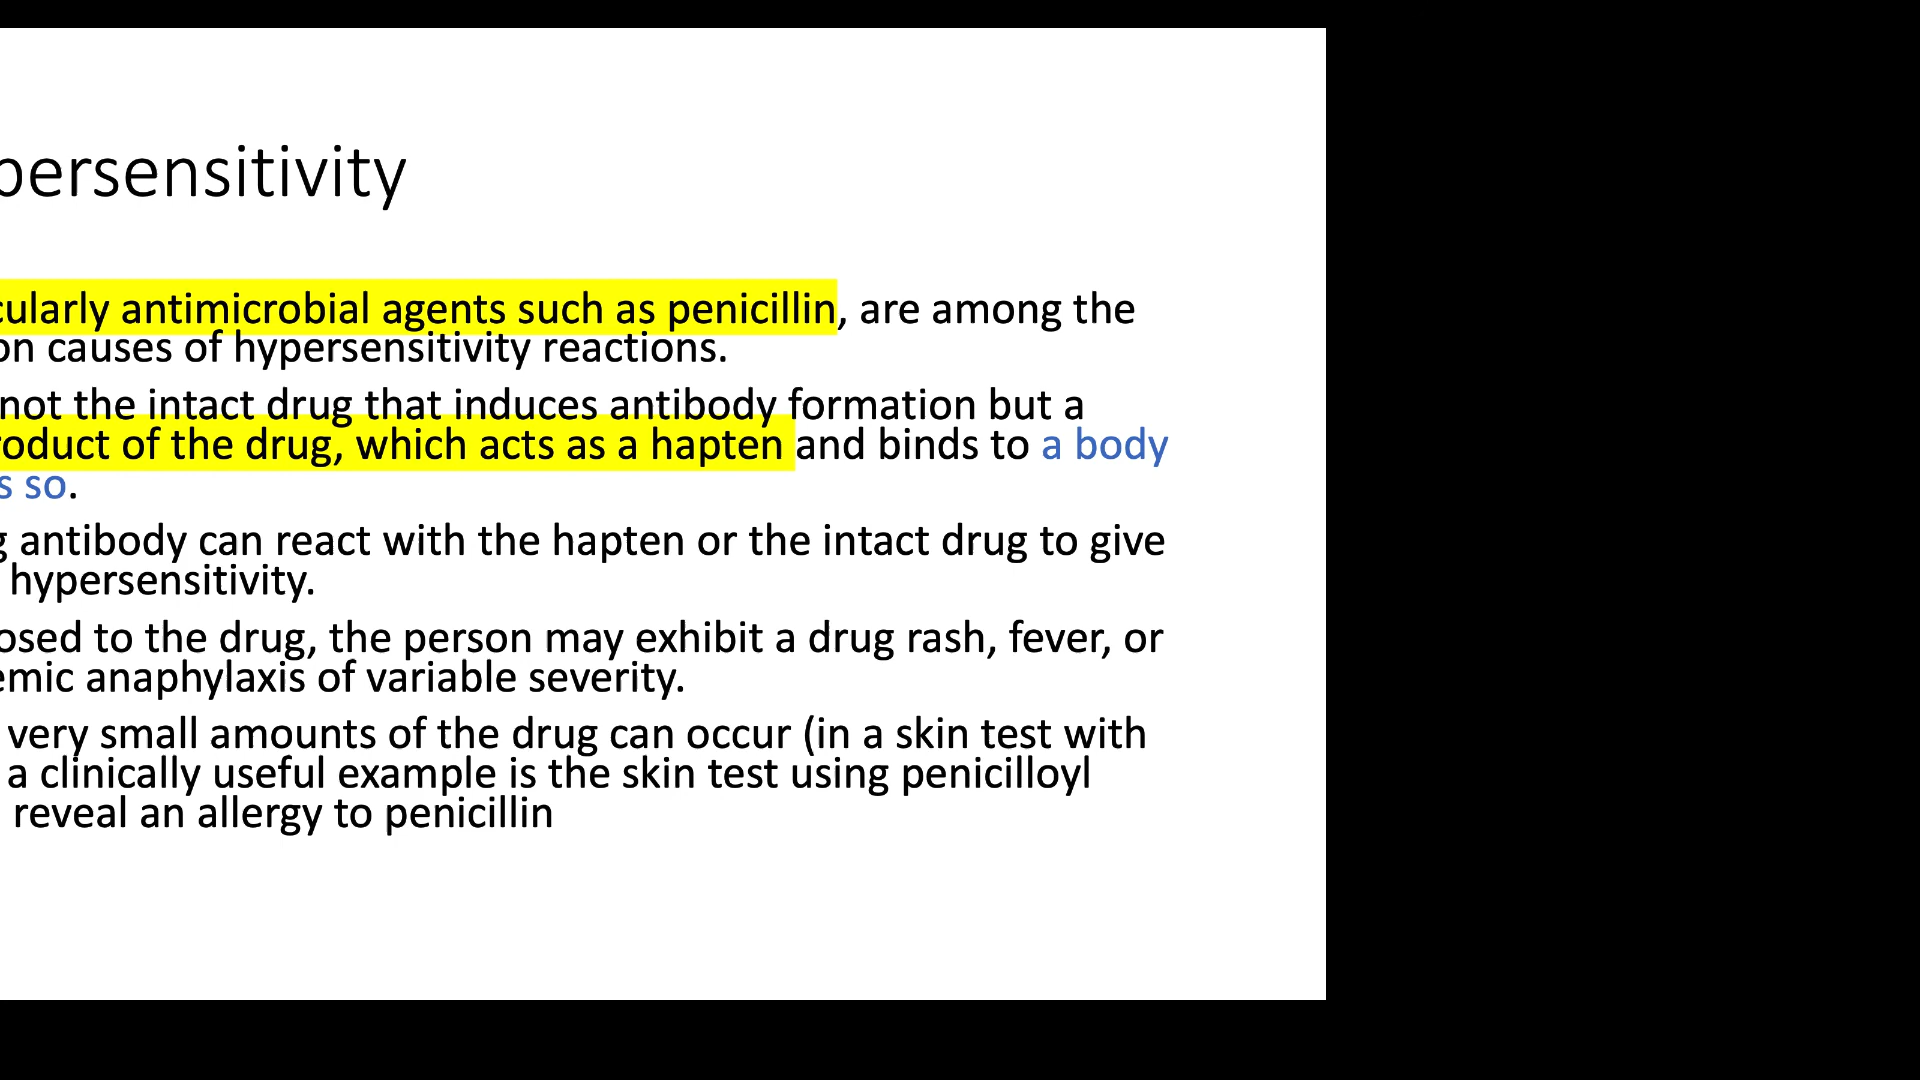 persensitivity
cularly antimicrobial agents such as penicillin, are among the
on causes of hypersensitivity reactions.
not the intact drug that induces antibody formation but a
roduct of the drug, which acts as a hapten and binds to a body
s so.
g antibody can react with the hapten or the intact drug to give
hypersensitivity.
osed to the drug, the person may exhibit a drug rash, fever, or
emic anaphylaxis of variable severity.
very small amounts of the drug can occur (in a skin test with
a clinically useful example is the skin test using penicilloyl
reveal an allergy to penicillin